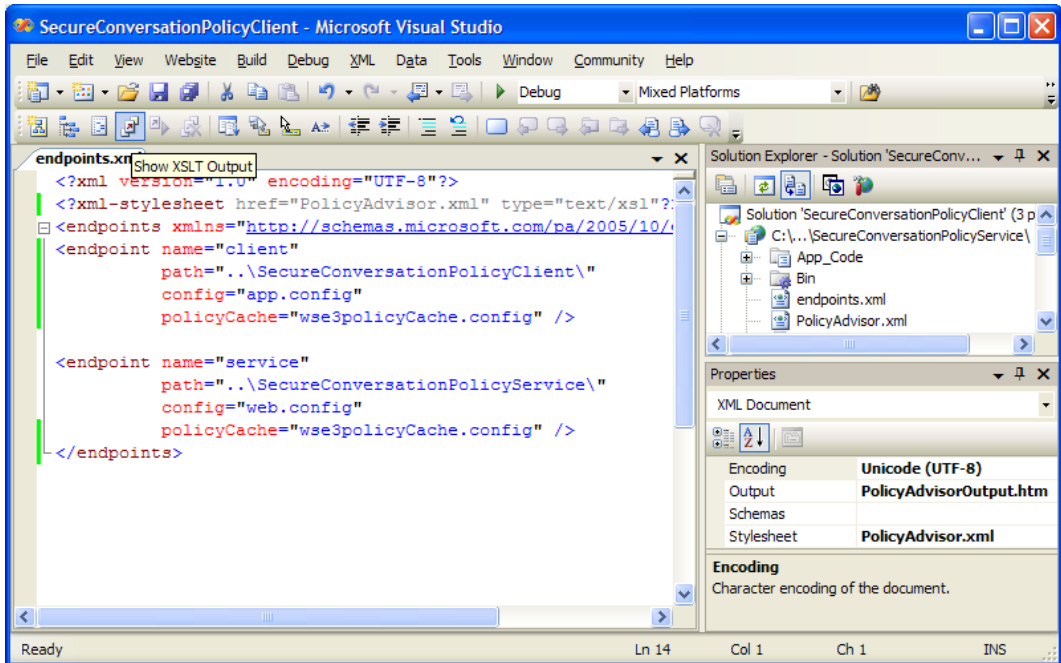 SecureConversationPolicyClient - Microsoft Visual Studio
File Edit View Website Build Debug XML Data Tools Window Community Help
Debug Mixed Platforms
endpoints.xml
Show XSLT Output
<?xml version="1.0" encoding="UTF-8"?>
<?xml-stylesheet href="PolicyAdvisor.xml" type="text/xsl"?
<endpoints xmlns="http://schemas.microsoft.com/pa/2005/10/
<endpoint name="client"
path="..\SecureConversationPolicyClient\"
config="app.config"
policyCache="wse3policyCache.config" />
<endpoint name="service"
path="..\SecureConversationPolicyService\"
config="web.config"
policyCache="wse3policyCache.config" />
</endpoints>
Solution Explorer - Solution 'SecureConv...
Solution 'SecureConversationPolicyClient' (3 p
C:\...\SecureConversationPolicyService\
App_Code
Bin
endpoints.xml
PolicyAdvisor.xml
Properties
XML Document
Encoding Unicode (UTF-8)
Output PolicyAdvisorOutput.htm
Schemas
Stylesheet PolicyAdvisor.xml
Encoding
Character encoding of the document.
Ready Ln 14 Col 1 Ch 1 INS